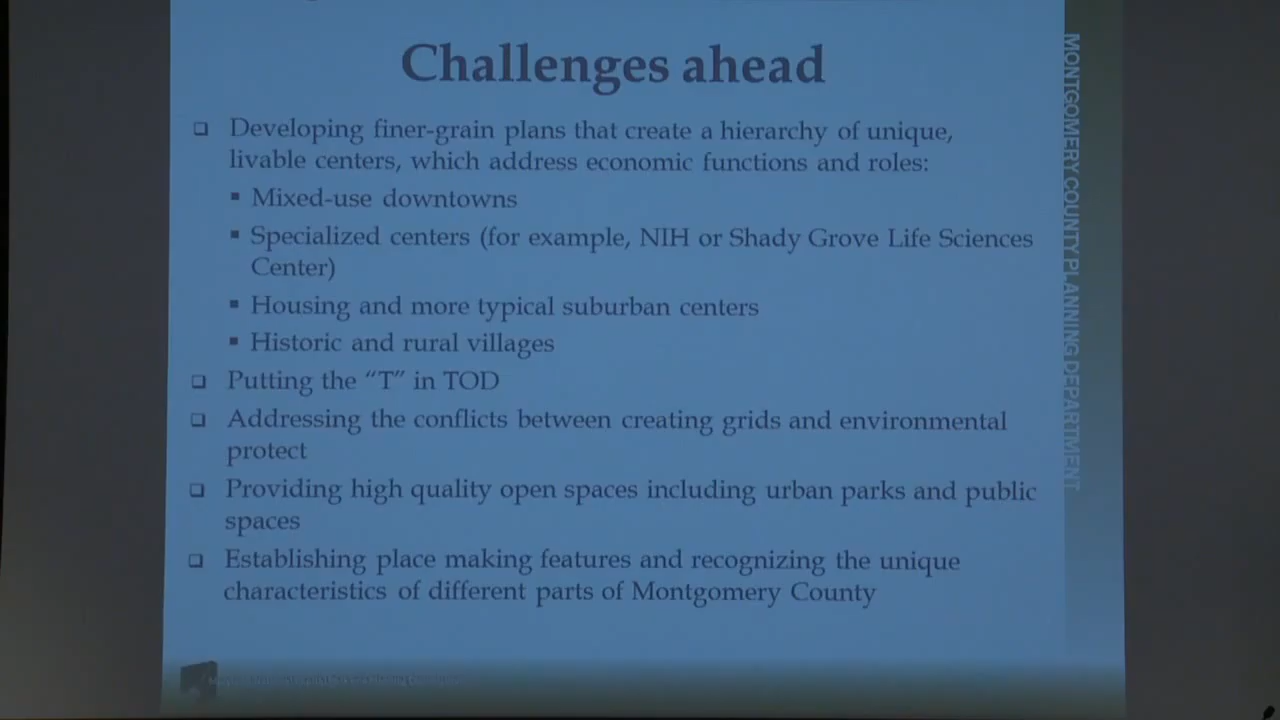 Challenges ahead
❑ Developing finer-grain plans that create a hierarchy of unique,
livable centers, which address economic functions and roles:
▪ Mixed-use downtowns
▪ Specialized centers (for example, NIH or Shady Grove Life Sciences
Center)
▪ Housing and more typical suburban centers
▪ Historic and rural villages
❑ Putting the “T” in TOD
❑ Addressing the conflicts between creating grids and environmental
protect
❑ Providing high quality open spaces including urban parks and public
spaces
❑ Establishing place making features and recognizing the unique
characteristics of different parts of Montgomery County
MONTGOMERY COUNTY PLANNING DEPARTMENT